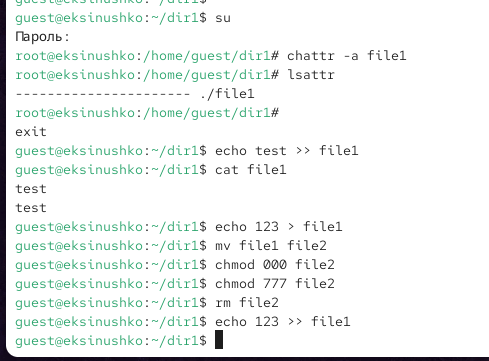 guest@eksinushko:~/dir1$ su
Пароль:
root@eksinushko:/home/guest/dir1# chattr -a file1
root@eksinushko:/home/guest/dir1# lsattr
---------------------- ./file1
root@eksinushko:/home/guest/dir1#
exit
guest@eksinushko:~/dir1$ echo test >> file1
guest@eksinushko:~/dir1$ cat file1
test
test
guest@eksinushko:~/dir1$ echo 123 > file1
guest@eksinushko:~/dir1$ mv file1 file2
guest@eksinushko:~/dir1$ chmod 000 file2
guest@eksinushko:~/dir1$ chmod 777 file2
guest@eksinushko:~/dir1$ rm file2
guest@eksinushko:~/dir1$ echo 123 >> file1
guest@eksinushko:~/dir1$